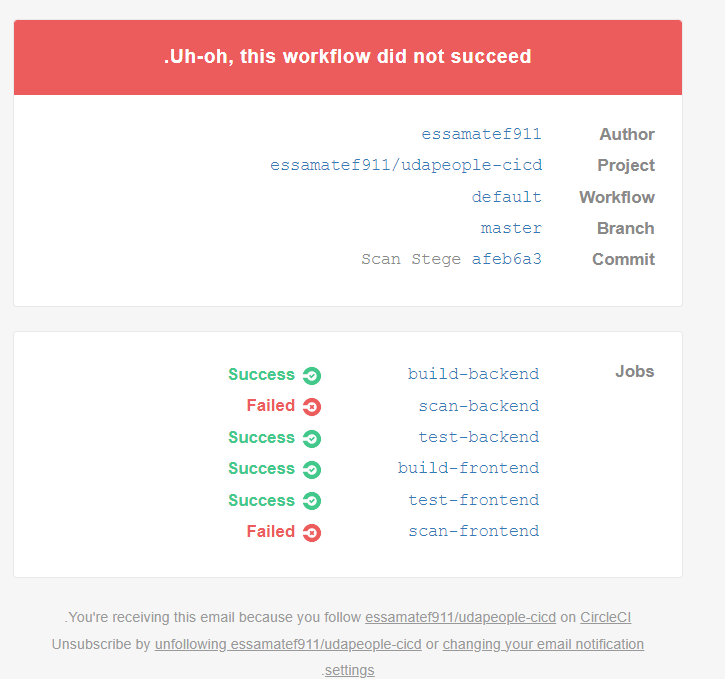 .Uh-oh, this workflow did not succeed
essamatef911 Author
essamatef911/udapeople-cicd Project
default Workflow
master Branch
Scan Stege afeb6a3 Commit
Success build-backend Jobs
Failed scan-backend
Success test-backend
Success build-frontend
Success test-frontend
Failed scan-frontend
.You're receiving this email because you follow essamatef911/udapeople-cicd on CircleCI
Unsubscribe by unfollowing essamatef911/udapeople-cicd or changing your email notification
.settings